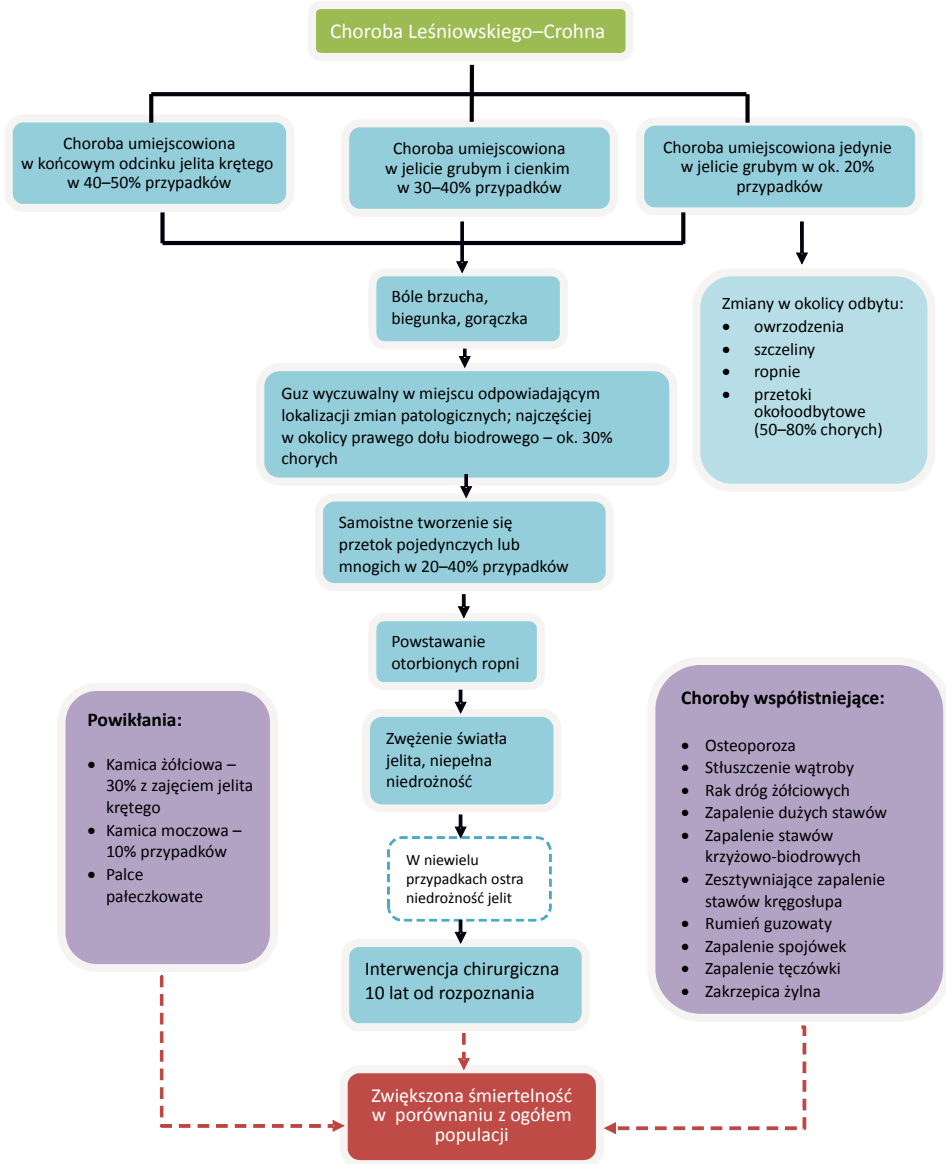 Choroba Leśniowskiego–Crohna
Choroba umiejscowiona
w końcowym odcinku jelita krętego
w 40–50% przypadków
Choroba umiejscowiona
w jelicie grubym i cienkim
w 30–40% przypadków
Choroba umiejscowiona jedynie
w jelicie grubym w ok. 20%
przypadków
Bóle brzucha,
biegunka, gorączka
Zmiany w okolicy odbytu:
• owrzodzenia
• szczeliny
• ropnie
• przetoki
okołoodbytowe
(50–80% chorych)
Guz wyczuwalny w miejscu odpowiadającym
lokalizacji zmian patologicznych; najczęściej
w okolicy prawego dołu biodrowego – ok. 30%
chorych
Samoistne tworzenie się
przetok pojedynczych lub
mnogich w 20–40% przypadków
Powstawanie
otorbionych ropni
Zwężenie światła
jelita, niepełna
niedrożność
W niewielu
przypadkach ostra
niedrożność jelit
Interwencja chirurgiczna
10 lat od rozpoznania
Powikłania:
• Kamica żółciowa –
30% z zajęciem jelita
krętego
• Kamica moczowa –
10% przypadków
• Palce
pałeczkowate
Choroby współistniejące:
• Osteoporoza
• Stłuszczenie wątroby
• Rak dróg żółciowych
• Zapalenie dużych stawów
• Zapalenie stawów
krzyżowo-biodrowych
• Zesztywniające zapalenie
stawów kręgosłupa
• Rumień guzowaty
• Zapalenie spojówek
• Zapalenie tęczówki
• Zakrzepica żylna
Zwiększona śmiertelność
w porównaniu z ogółem
populacji